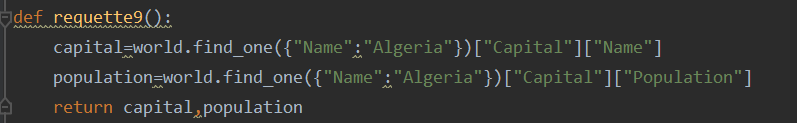 def requette9():
    capital=world.find_one({"Name":"Algeria"})["Capital"]["Name"]
    population=world.find_one({"Name":"Algeria"})["Capital"]["Population"]
    return capital,population